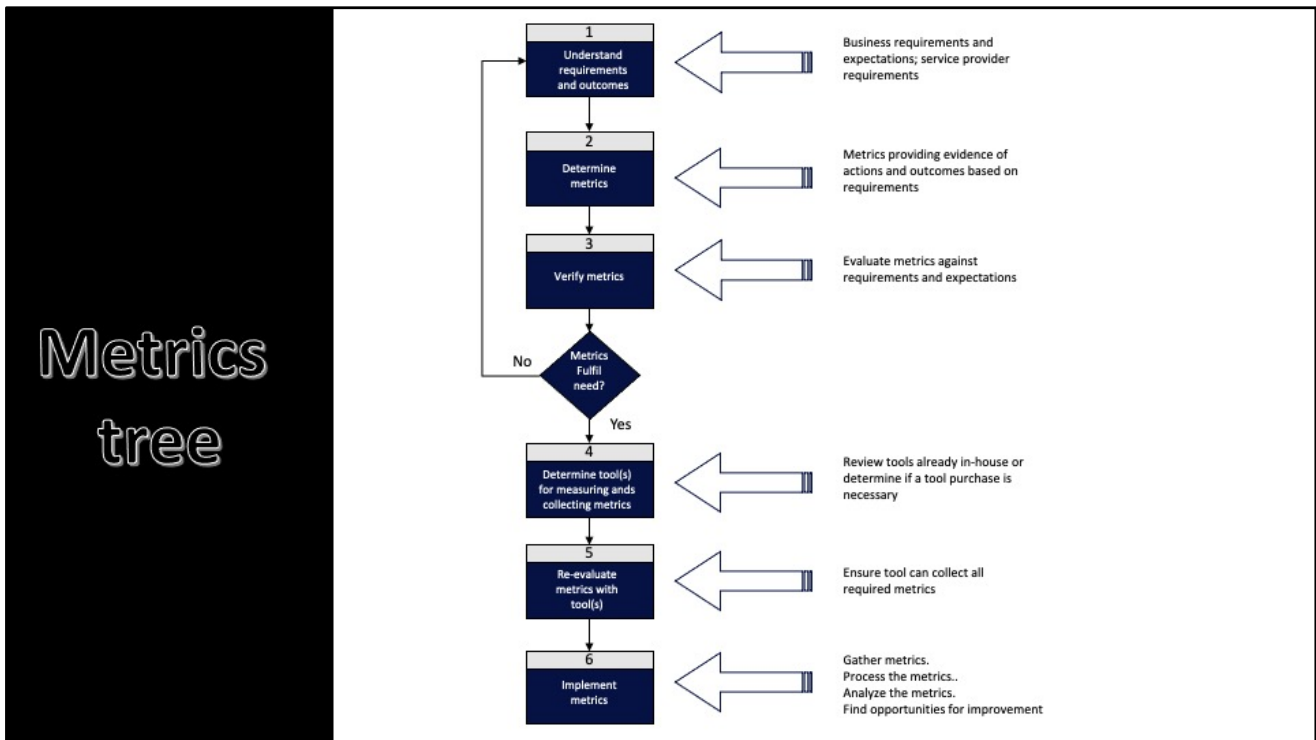 Metrics
tree
1
Understand
requirements
and outcomes
Business requirements and
expectations; service provider
requirements
2
Determine
metrics
Metrics providing evidence of
actions and outcomes based on
requirements
3
Verify metrics
Evaluate metrics against
requirements and expectations
Metrics
Fulfil
need?
No
Yes
4
Determine tool(s)
for measuring ands
collecting metrics
Review tools already in-house or
determine if a tool purchase is
necessary
5
Re-evaluate
metrics with
tool(s)
Ensure tool can collect all
required metrics
6
Implement
metrics
Gather metrics.
Process the metrics..
Analyze the metrics.
Find opportunities for improvement